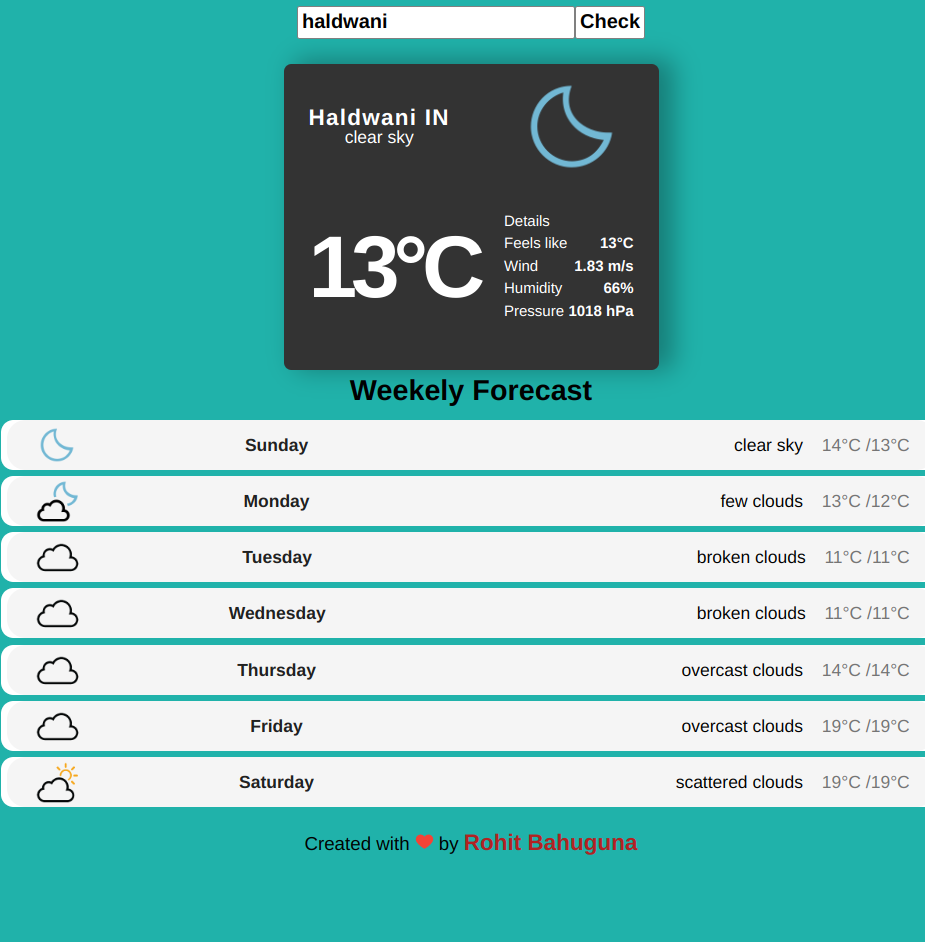 haldwani Check
Haldwani IN
clear sky
13°C
Details
Feels like 13°C
Wind 1.83 m/s
Humidity 66%
Pressure 1018 hPa
Weekely Forecast
Sunday clear sky 14°C /13°C
Monday few clouds 13°C /12°C
Tuesday broken clouds 11°C /11°C
Wednesday broken clouds 11°C /11°C
Thursday overcast clouds 14°C /14°C
Friday overcast clouds 19°C /19°C
Saturday scattered clouds 19°C /19°C
Created with ❤ by Rohit Bahuguna